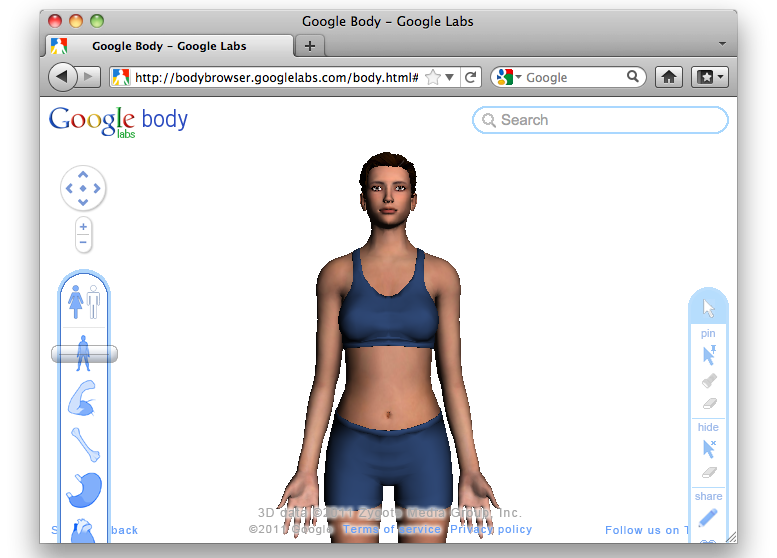 Google Body – Google Labs
Google Body – Google Labs
http://bodybrowser.googlelabs.com/body.html#
Google
Google labs body
Search
pin
hide
share
3D data ©2011 Zygote Media Group, Inc.
©2011 Google Terms of service Privacy policy
back
Follow us on T